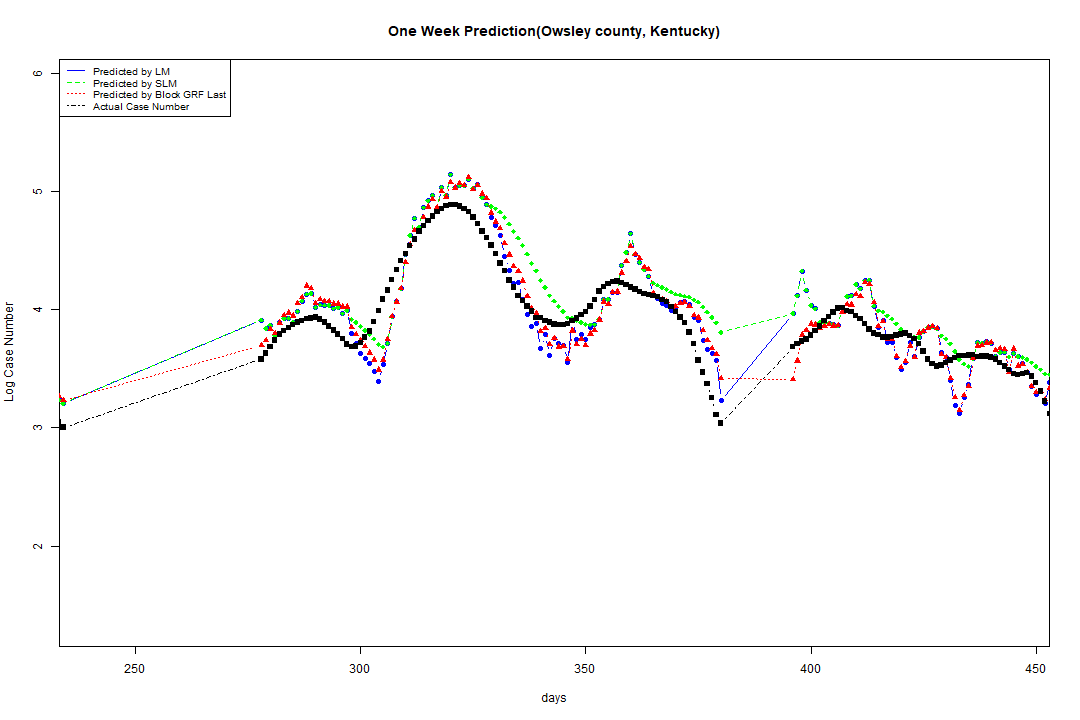 One Week Prediction(Owsley county, Kentucky)
Predicted by LM
Predicted by SLM
Predicted by Block GRF Last
Actual Case Number
6
5
4
3
2
Log Case Number
250
300
350
400
450
days